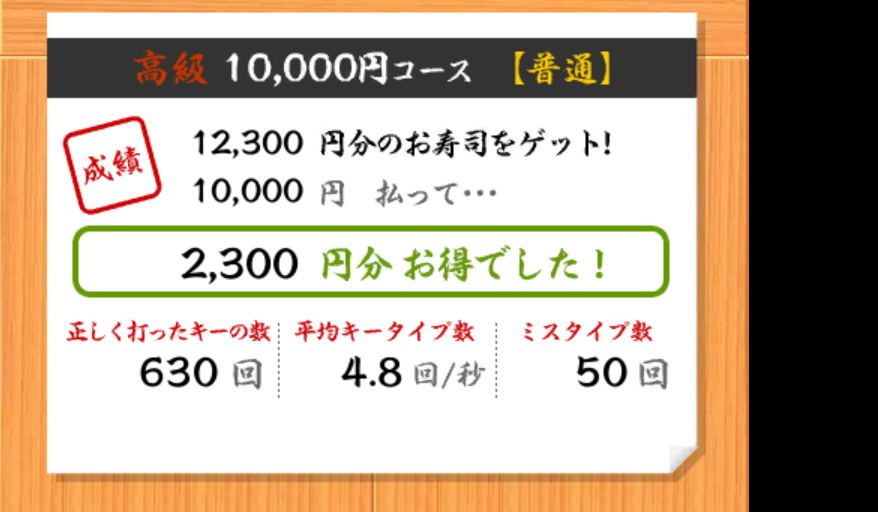 高級 10,000円コース 【普通】
成績
12,300 円分のお寿司をゲット!
10,000 円 払って・・・
2,300 円分 お得でした！
正しく打ったキーの数 平均キータイプ数 ミスタイプ数
630 回 4.8 回/秒 50 回